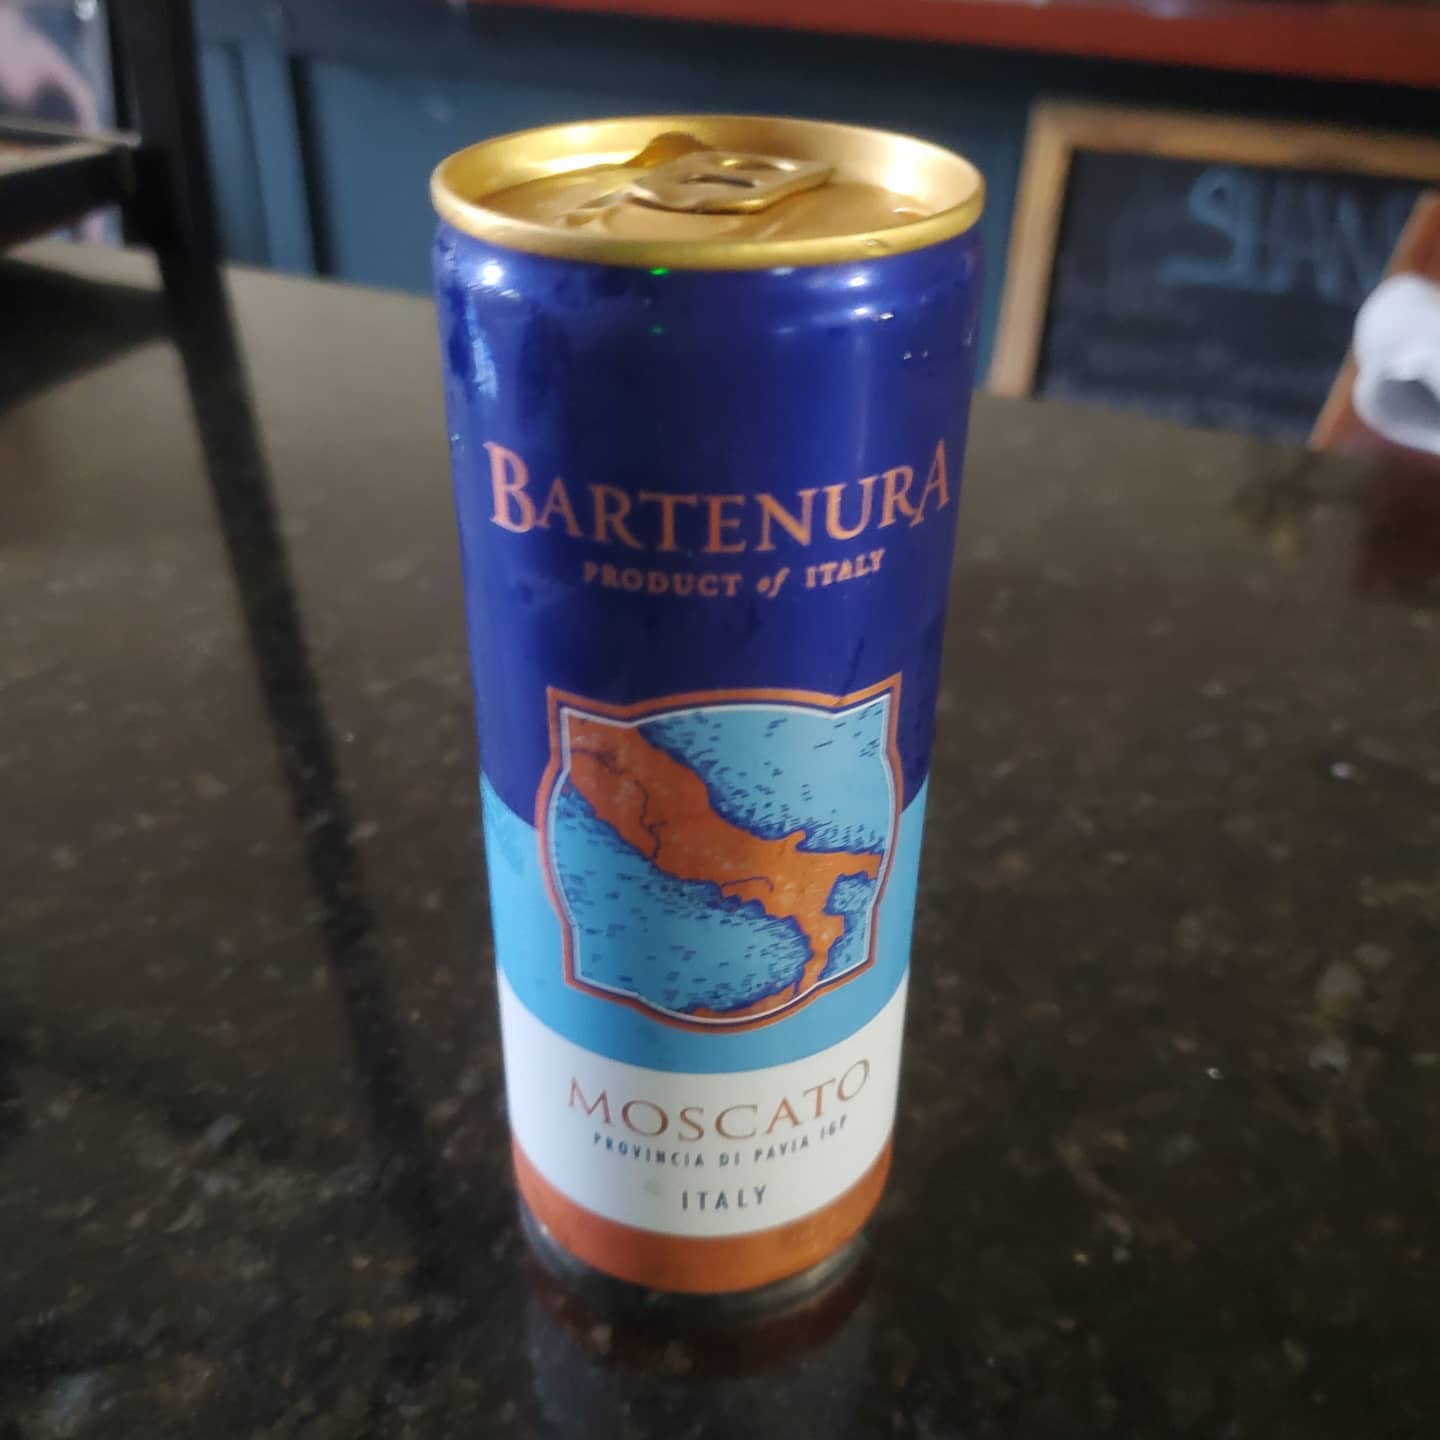 BARTENURA
PRODUCT of ITALY
MOSCATO
PROVINCIA DI PAVIA IGP
ITALY